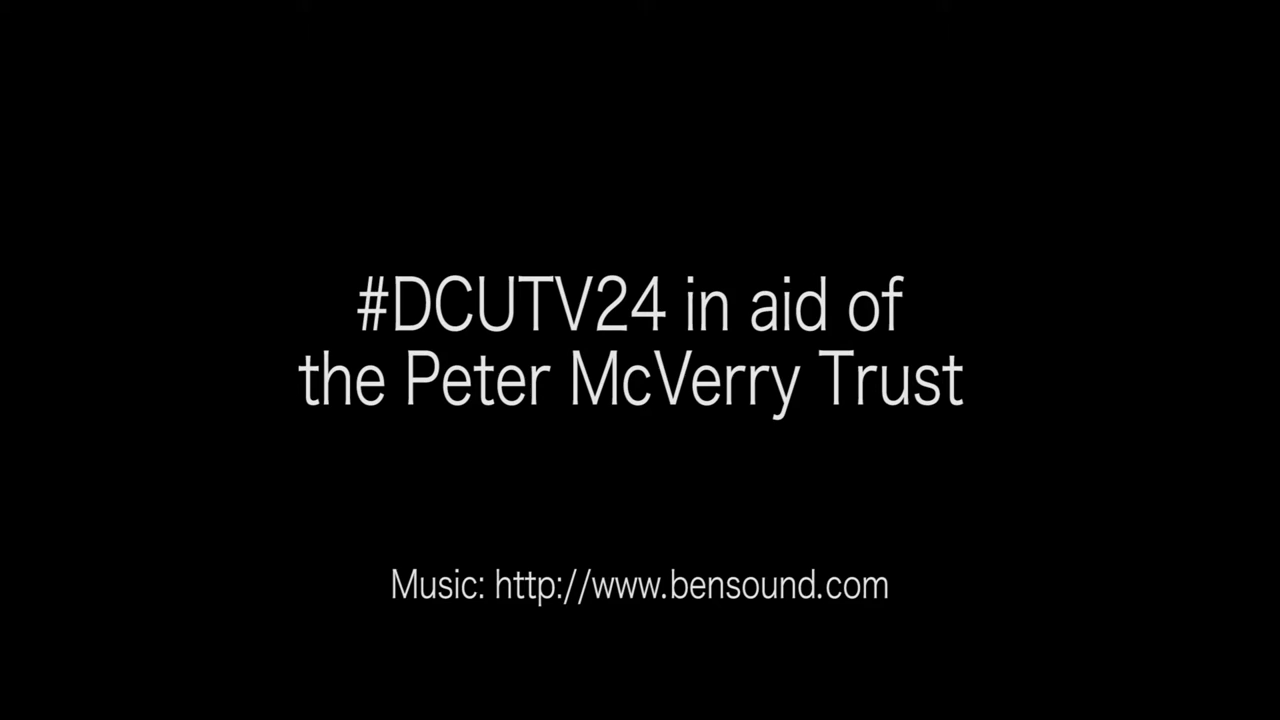 #DCUTV24 in aid of
the Peter McVerry Trust
Music: http://www.bensound.com